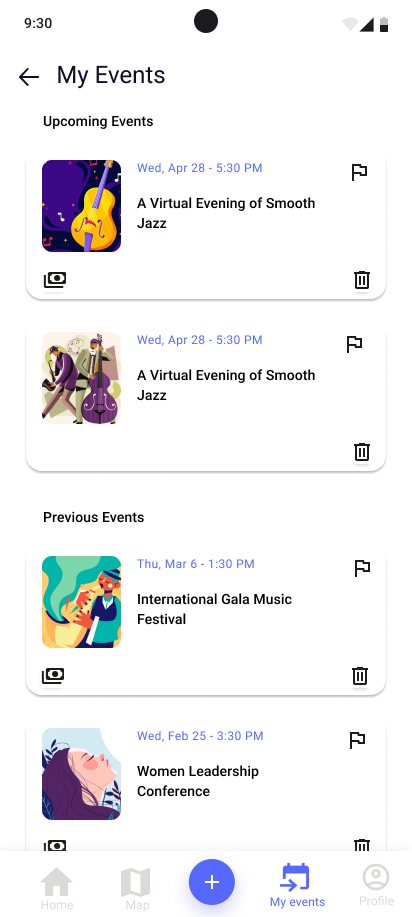 9:30
My Events
Upcoming Events
Wed, Apr 28 - 5:30 PM
A Virtual Evening of Smooth
Jazz
Wed, Apr 28 - 5:30 PM
A Virtual Evening of Smooth
Jazz
Previous Events
Thu, Mar 6 - 1:30 PM
International Gala Music
Festival
Wed, Feb 25 - 3:30 PM
Women Leadership
Conference
Home
Map
My events
Profile